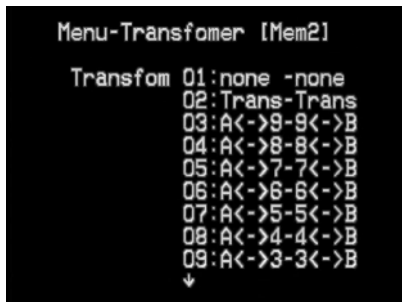 Menu-Transfomer [Mem2]
Transfom 01:none -none
02:Trans-Trans
03:A<->9-9<->B
04:A<->8-8<->B
05:A<->7-7<->B
06:A<->6-6<->B
07:A<->5-5<->B
08:A<->4-4<->B
09:A<->3-3<->B
↓